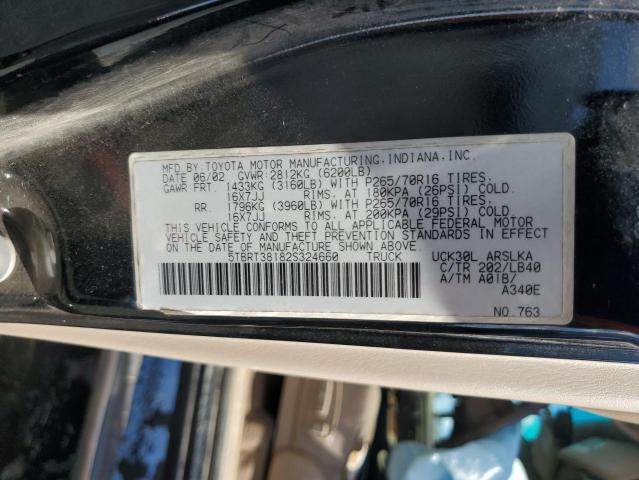 MFD. BY: TOYOTA MOTOR MANUFACTURING, INDIANA, INC.
DATE 06/02 GVWR: 2812KG (6200LB)
GAWR FRT 1433KG (3160LB) WITH P265/70R16 TIRES.
16X7JJ RIMS. AT 180KPA (26PSI) COLD.
RR. 1796KG (3960LB) WITH P265/70R16 TIRES.
16X7JJ RIMS. AT 200KPA (29PSI) COLD.
THIS VEHICLE CONFORMS TO ALL APPLICABLE FEDERAL MOTOR
VEHICLE SAFETY AND THEFT PREVENTION STANDARDS IN EFFECT
ON THE DATE OF MANUFACTURE SHOWN ABOVE.
5TBRT38182S324660 TRUCK UCK30L ARSLKA
C/TR 202/LB40
A/TM A01B/
A340E
NO. 763